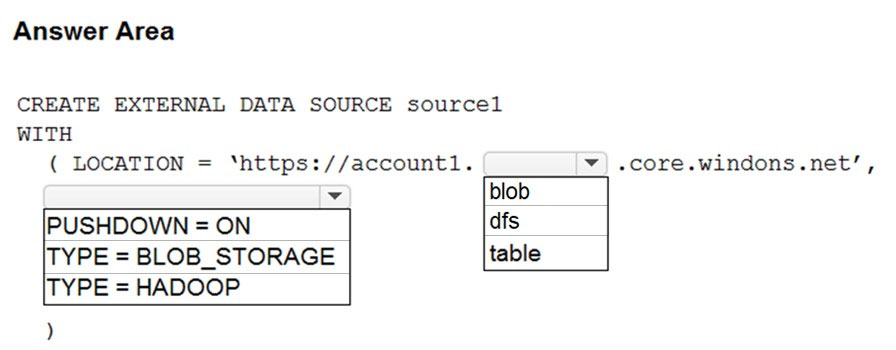 Answer Area
CREATE EXTERNAL DATA SOURCE source1
WITH
( LOCATION = ‘https://account1. .core.windons.net’,
blob
dfs
table
PUSHDOWN = ON
TYPE = BLOB_STORAGE
TYPE = HADOOP
)